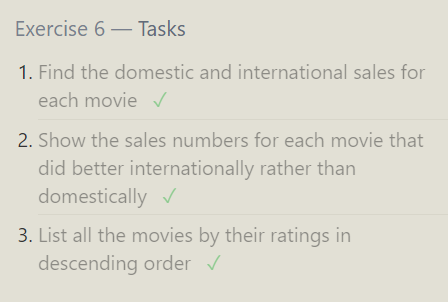 Exercise 6 — Tasks
1. Find the domestic and international sales for
each movie ✓
2. Show the sales numbers for each movie that
did better internationally rather than
domestically ✓
3. List all the movies by their ratings in
descending order ✓